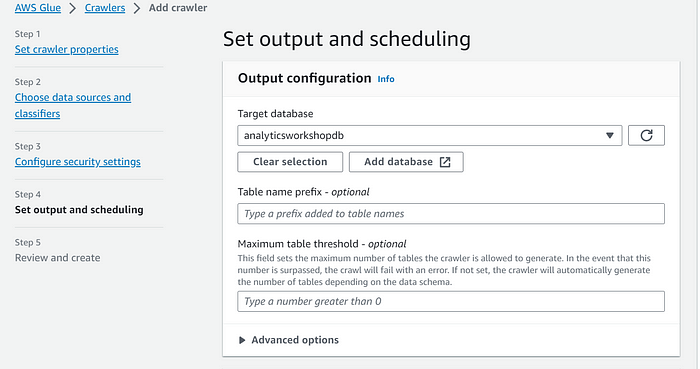 AWS Glue > Crawlers > Add crawler
Step 1
Set crawler properties
Step 2
Choose data sources and
classifiers
Step 3
Configure security settings
Step 4
Set output and scheduling
Step 5
Review and create
Set output and scheduling
Output configuration Info
Target database
analyticsworkshopdb
Clear selection
Add database
Table name prefix - optional
Type a prefix added to table names
Maximum table threshold - optional
This field sets the maximum number of tables the crawler is allowed to generate. In the event that this
number is surpassed, the crawl will fail with an error. If not set, the crawler will automatically generate
the number of tables depending on the data schema.
Type a number greater than 0
Advanced options